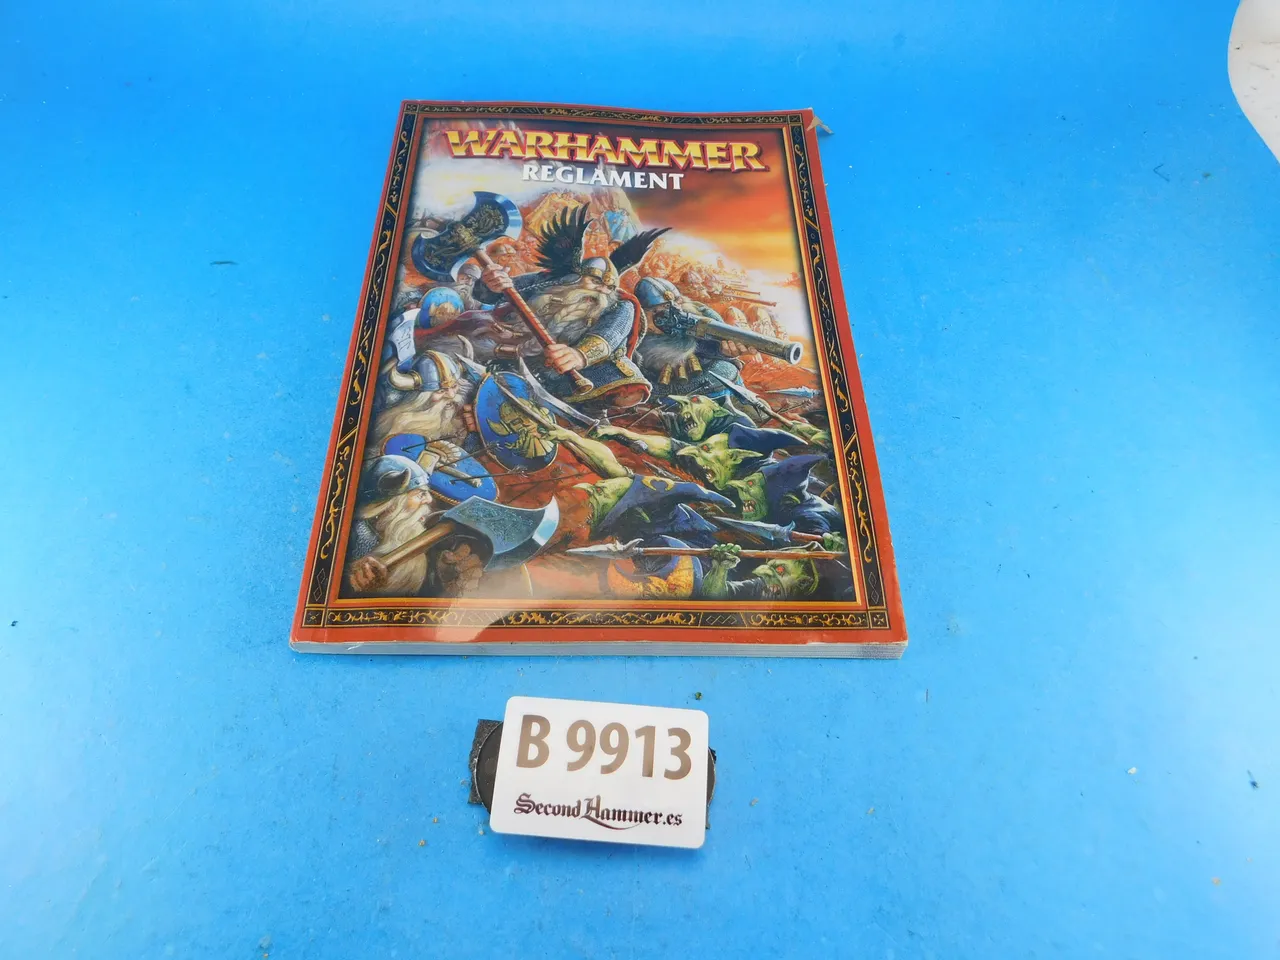 WARHAMMER
REGLAMENT
B 9913
SecondHammer.es